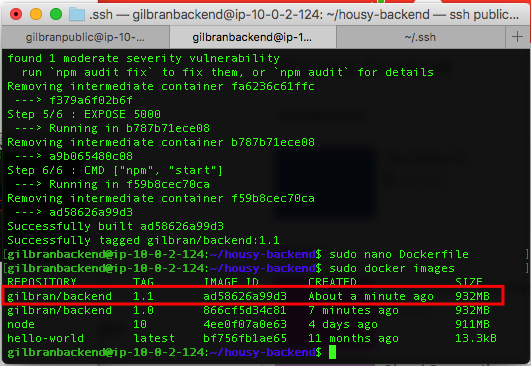 .ssh — gilbranbackend@ip-10-0-2-124: ~/housy-backend — ssh public...
gilbranpublic@ip-10-... gilbranbackend@ip-1... ~/.ssh
found 1 moderate severity vulnerability
run `npm audit fix` to fix them, or `npm audit` for details
Removing intermediate container fa6236c61ffc
---> f379a6f02b6f
Step 5/6 : EXPOSE 5000
---> Running in b787b71ece08
Removing intermediate container b787b71ece08
---> a9b065480c08
Step 6/6 : CMD ["npm", "start"]
---> Running in f59b8cec70ca
Removing intermediate container f59b8cec70ca
---> ad58626a99d3
Successfully built ad58626a99d3
Successfully tagged gilbran/backend:1.1
[gilbranbackend@ip-10-0-2-124:~/housy-backend$ sudo nano Dockerfile ]
[gilbranbackend@ip-10-0-2-124:~/housy-backend$ sudo docker images ]
REPOSITORY TAG IMAGE ID CREATED SIZE
gilbran/backend 1.1 ad58626a99d3 About a minute ago 932MB
gilbran/backend 1.0 866cf5d34c81 7 minutes ago 932MB
node 10 4ee0f07a0e63 4 days ago 911MB
hello-world latest bf756fb1ae65 11 months ago 13.3kB
gilbranbackend@ip-10-0-2-124:~/housy-backend$